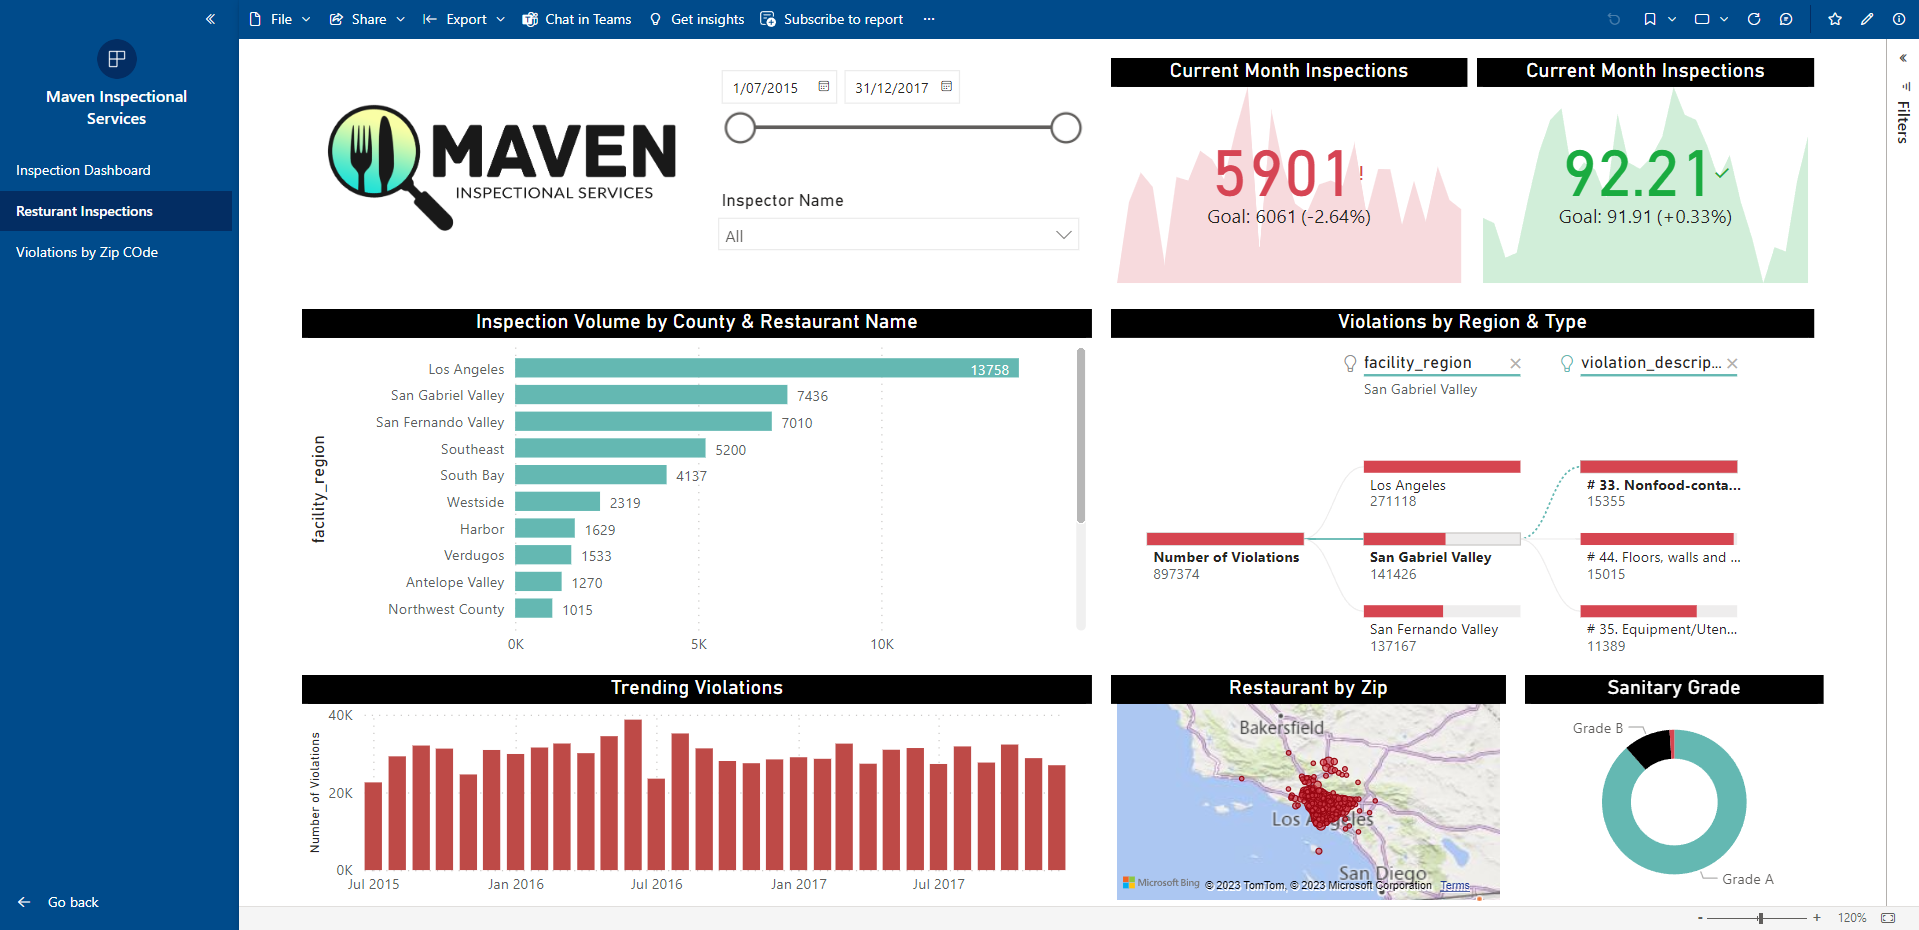 File
Share
Export
Chat in Teams
Get insights
Subscribe to report
Maven Inspectional
Services
Inspection Dashboard
Resturant Inspections
Violations by Zip COde
Go back
MAVEN
INSPECTIONAL SERVICES
1/07/2015
31/12/2017
Inspector Name
All
Current Month Inspections
5901!
Goal: 6061 (-2.64%)
Current Month Inspections
92.21
Goal: 91.91 (+0.33%)
Filters
Inspection Volume by County & Restaurant Name
facility_region
Los Angeles 13758
San Gabriel Valley 7436
San Fernando Valley 7010
Southeast 5200
South Bay 4137
Westside 2319
Harbor 1629
Verdugos 1533
Antelope Valley 1270
Northwest County 1015
0K 5K 10K
Violations by Region & Type
facility_region
San Gabriel Valley
violation_descrip...
Number of Violations
897374
Los Angeles
271118
San Gabriel Valley
141426
San Fernando Valley
137167
# 33. Nonfood-conta...
15355
# 44. Floors, walls and ...
15015
# 35. Equipment/Uten...
11389
Trending Violations
Number of Violations
40K
20K
0K
Jul 2015 Jan 2016 Jul 2016 Jan 2017 Jul 2017
Restaurant by Zip
Bakersfield
Los Angeles
San Diego
Microsoft Bing
© 2023 TomTom, © 2023 Microsoft Corporation Terms
Sanitary Grade
Grade B
Grade A
- + 120%